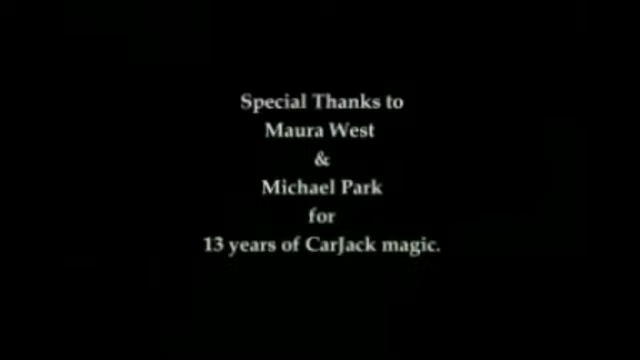 Special Thanks to
Maura West
&
Michael Park
for
13 years of CarJack magic.